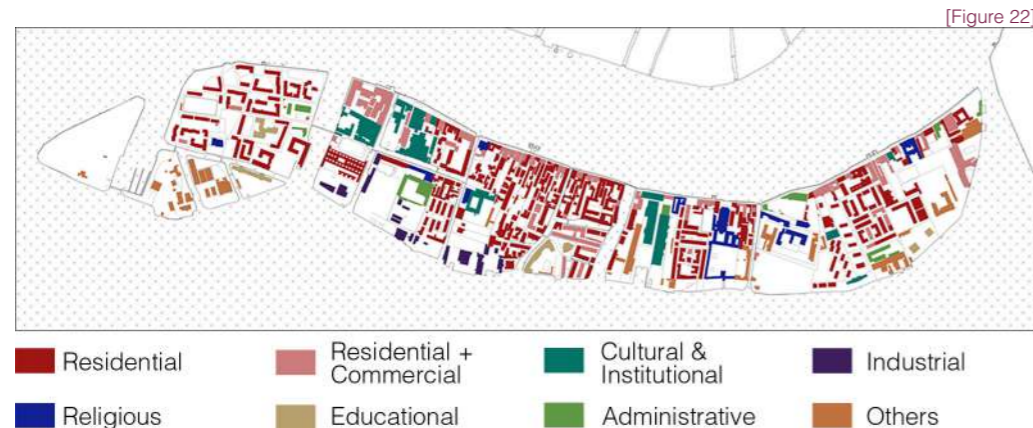 [Figure 22]
Residential
Residential +
Commercial
Cultural &
Institutional
Industrial
Religious
Educational
Administrative
Others